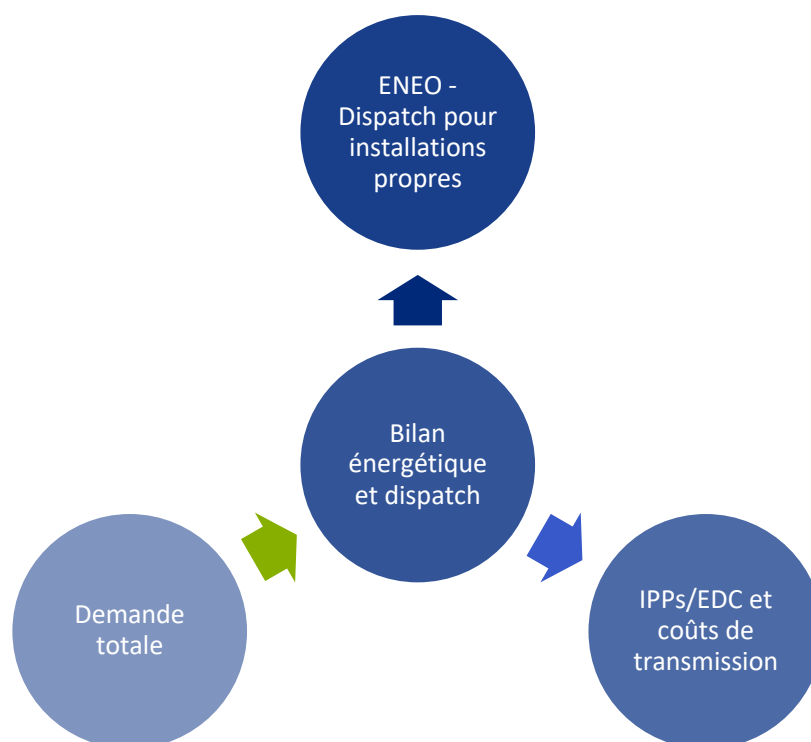 ENEO -
Dispatch pour
installations
propres
Bilan
énergétique
et dispatch
Demande
totale
IPPs/EDC et
coûts de
transmission